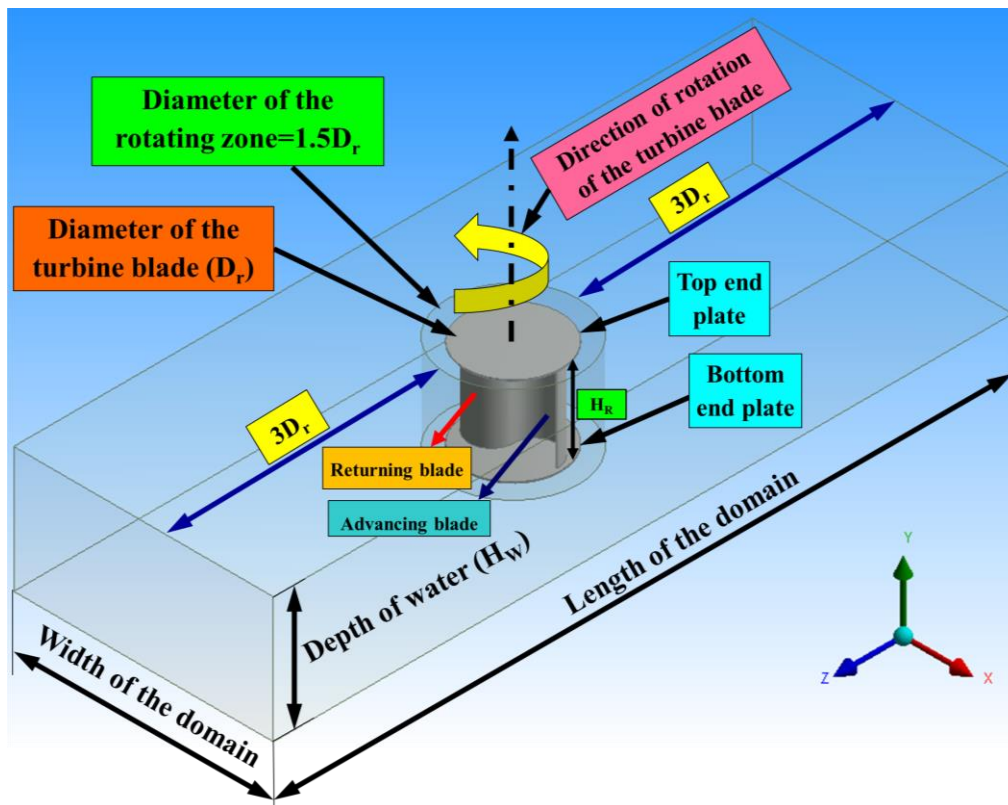 Diameter of the
rotating zone=1.5Dᵣ
Direction of rotation
of the turbine blade
3Dᵣ
Diameter of the
turbine blade (Dᵣ)
Top end
plate
Bottom
end plate
H_R
3Dᵣ
Returning blade
Advancing blade
Depth of water (H_W)
Length of the domain
Width of the domain
Y
Z
X